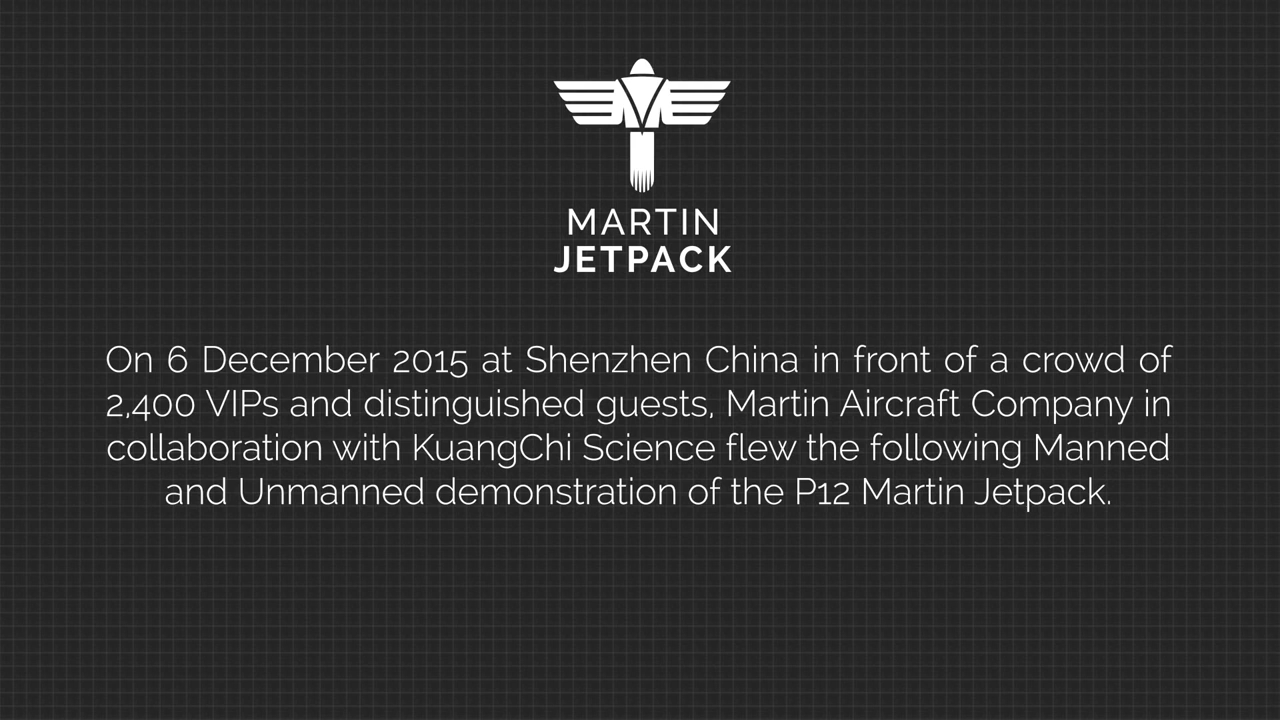 MARTIN
JETPACK
On 6 December 2015 at Shenzhen China in front of a crowd of
2,400 VIPs and distinguished guests, Martin Aircraft Company in
collaboration with KuangChi Science flew the following Manned
and Unmanned demonstration of the P12 Martin Jetpack.